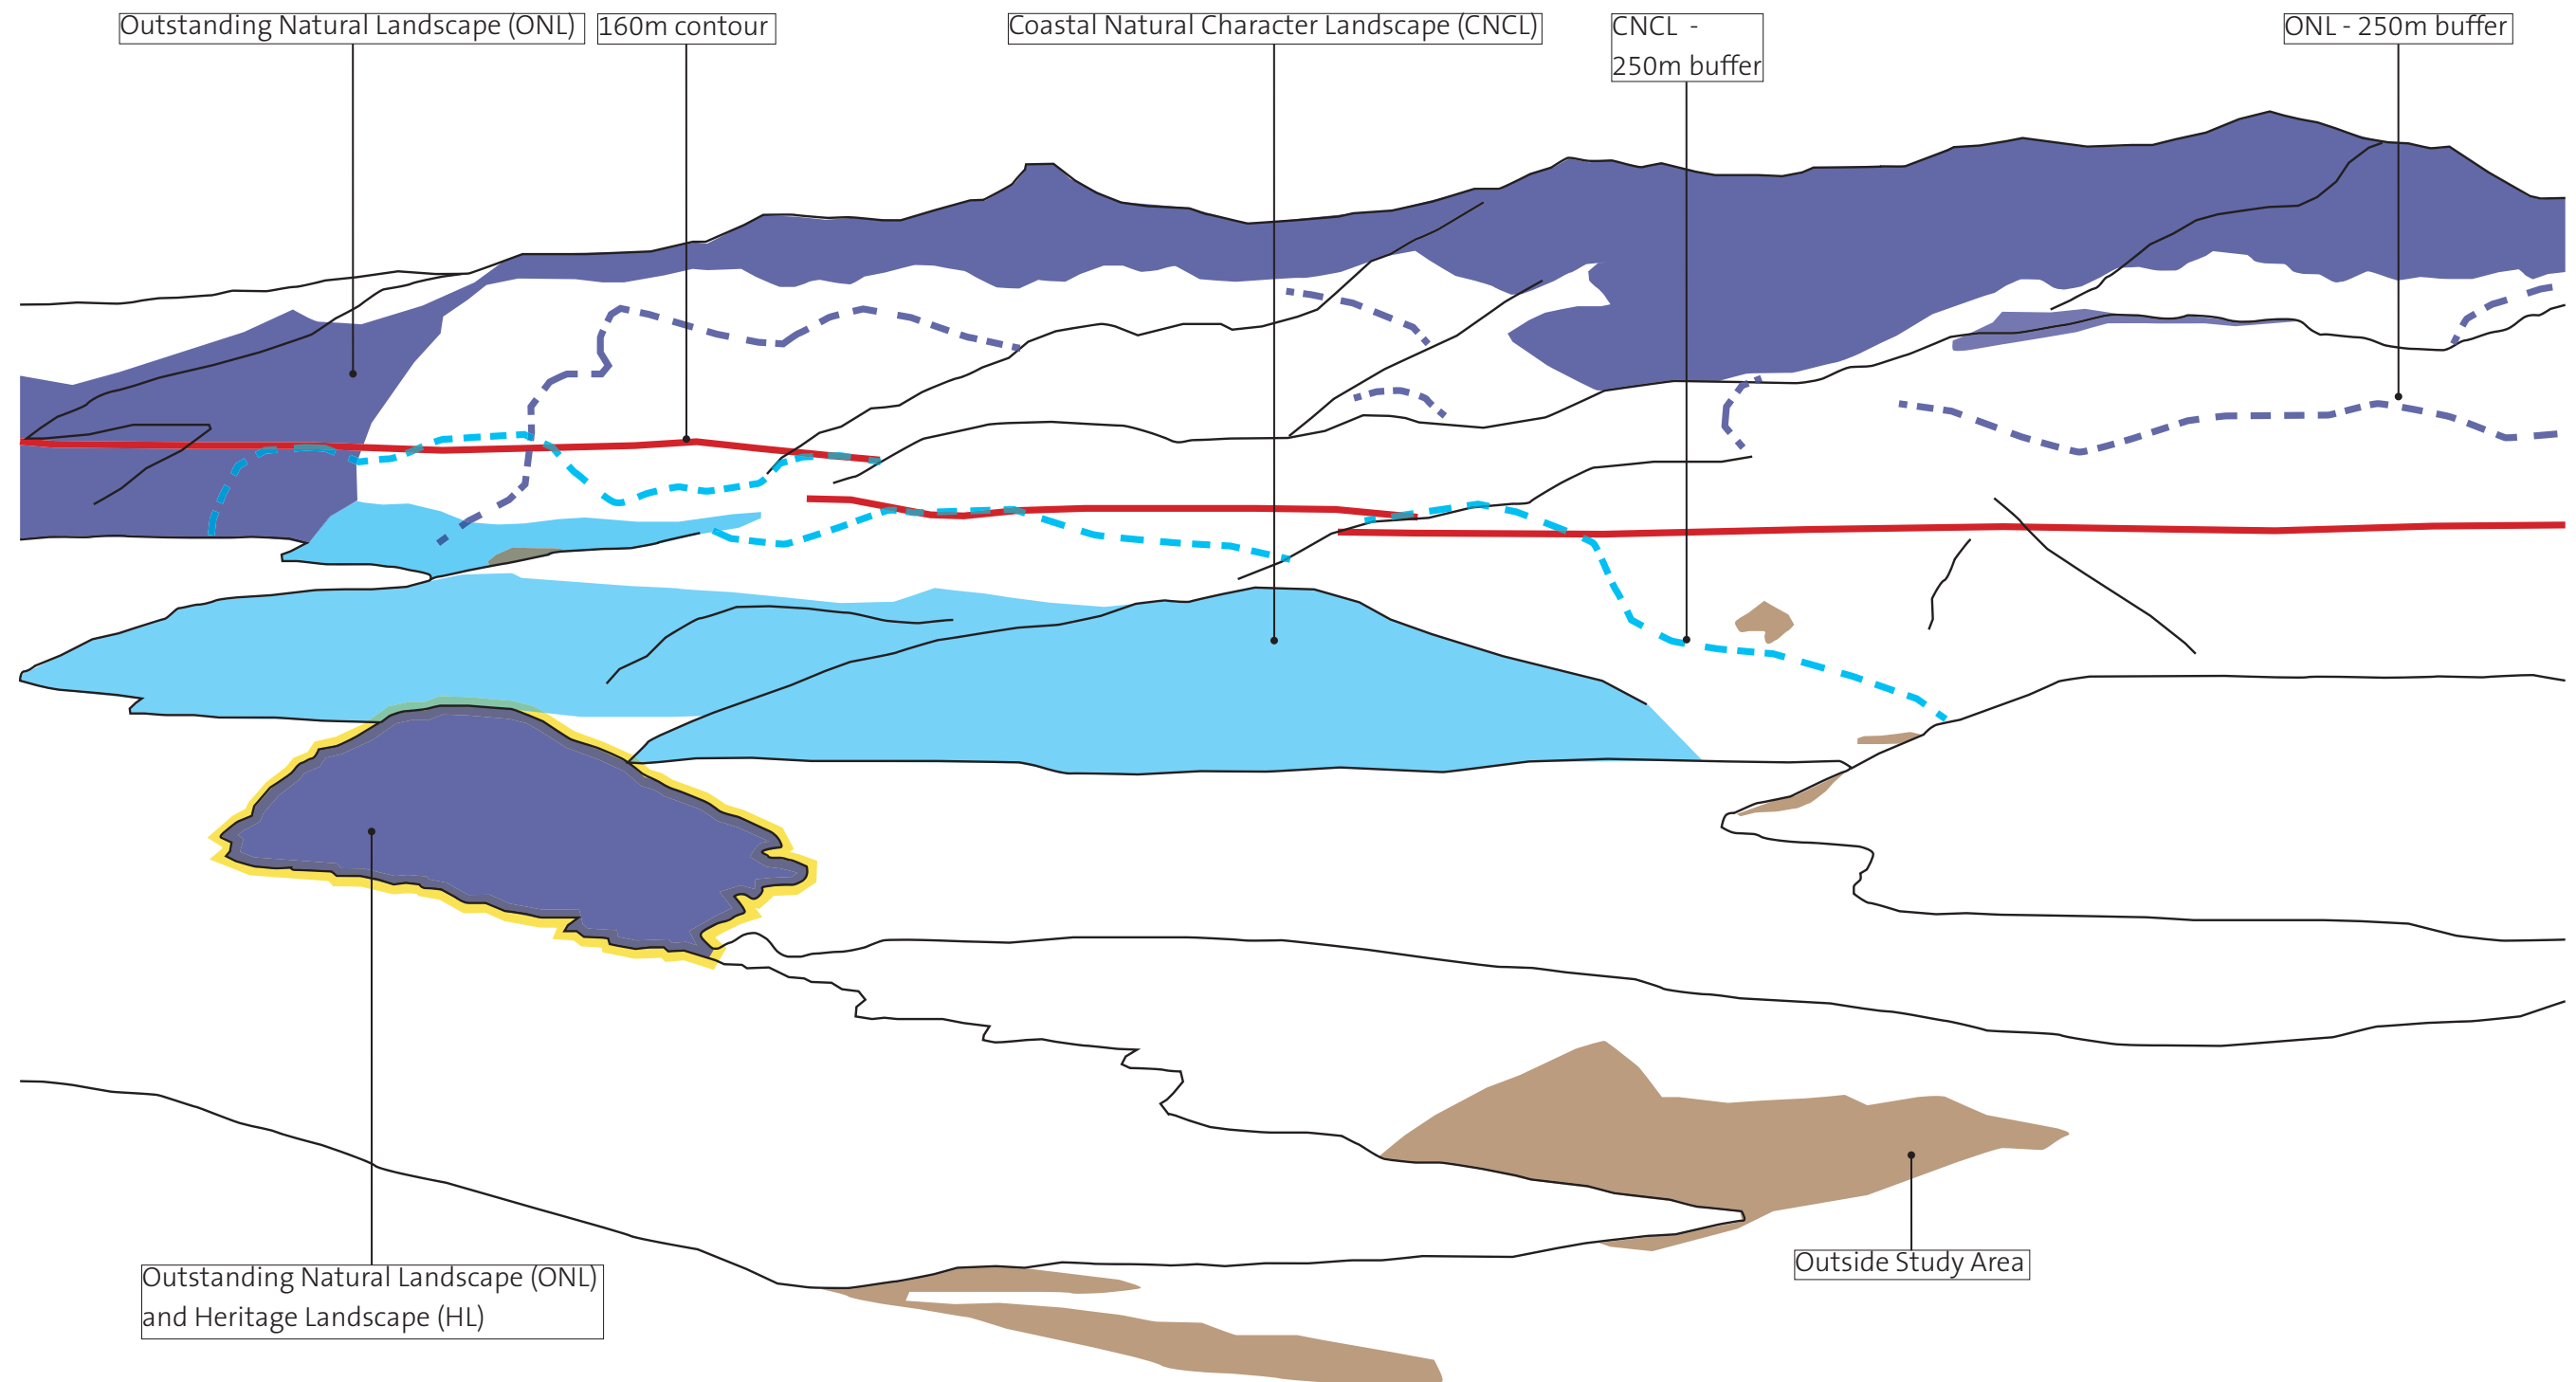 Outstanding Natural Landscape (ONL)
160m contour
Coastal Natural Character Landscape (CNCL)
CNCL -
250m buffer
ONL - 250m buffer
Outstanding Natural Landscape (ONL)
and Heritage Landscape (HL)
Outside Study Area